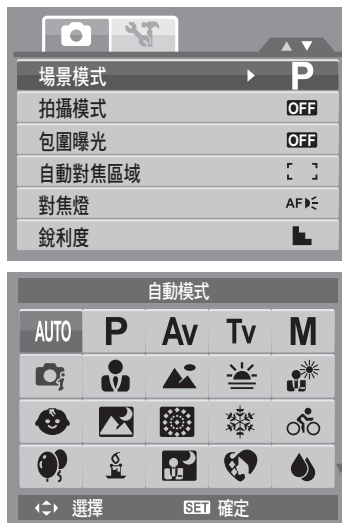 場景模式 P
拍攝模式 OFF
包圍曝光 OFF
自動對焦區域
對焦燈 AF
銳利度
自動模式
AUTO P Av Tv M
i
選擇 SET 確定